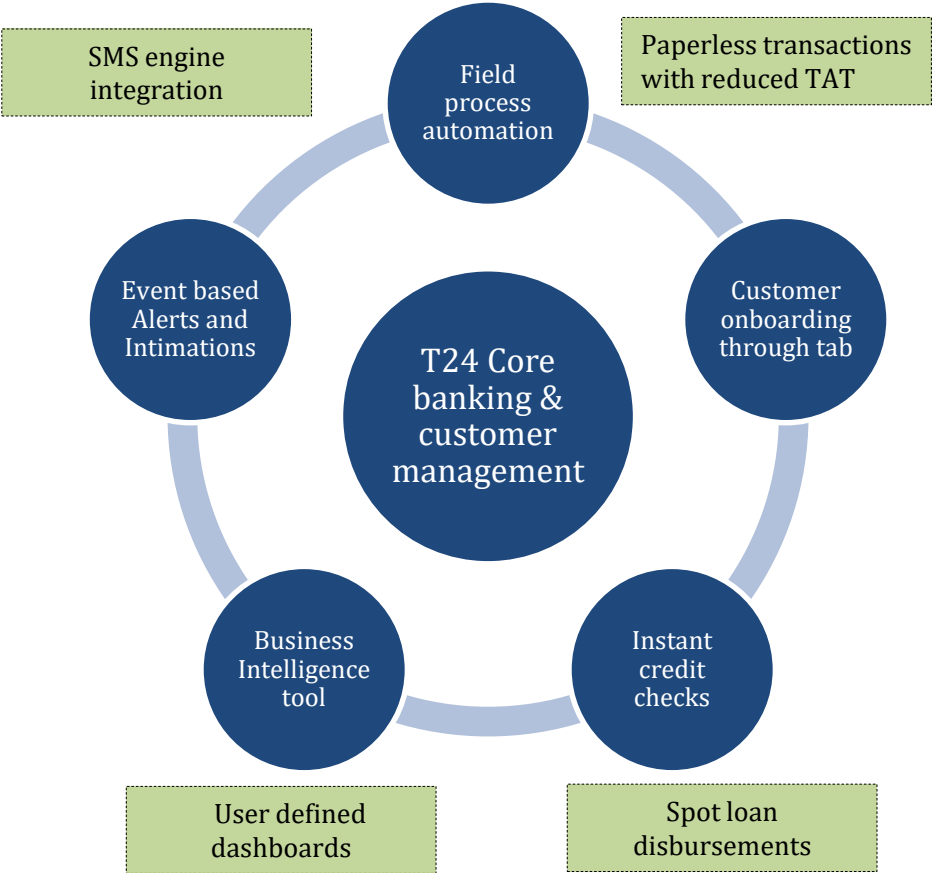 SMS engine
integration
Field
process
automation
Paperless transactions
with reduced TAT
Event based
Alerts and
Intimations
Customer
onboarding
through tab
T24 Core
banking &
customer
management
Business
Intelligence
tool
Instant
credit
checks
User defined
dashboards
Spot loan
disbursements